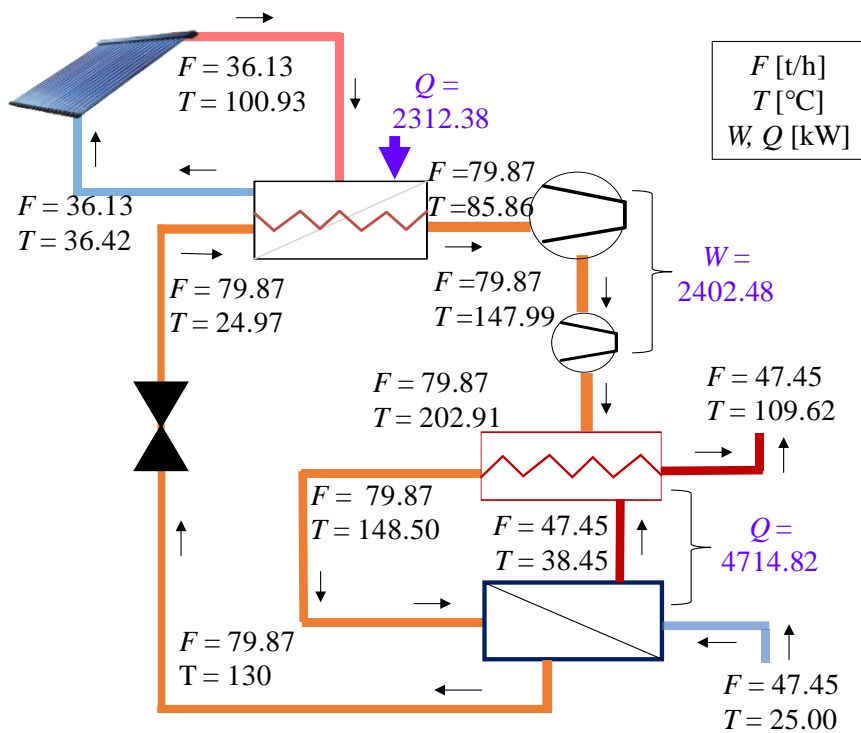 F = 36.13
T = 100.93
Q =
2312.38
F [t/h]
T [°C]
W, Q [kW]
F =79.87
T =85.86
F = 36.13
T = 36.42
W =
2402.48
F = 79.87
T = 24.97
F =79.87
T =147.99
F = 79.87
T = 202.91
F = 47.45
T = 109.62
F =  79.87
T = 148.50
F = 47.45
T = 38.45
Q =
4714.82
F = 79.87
T = 130
F = 47.45
T = 25.00